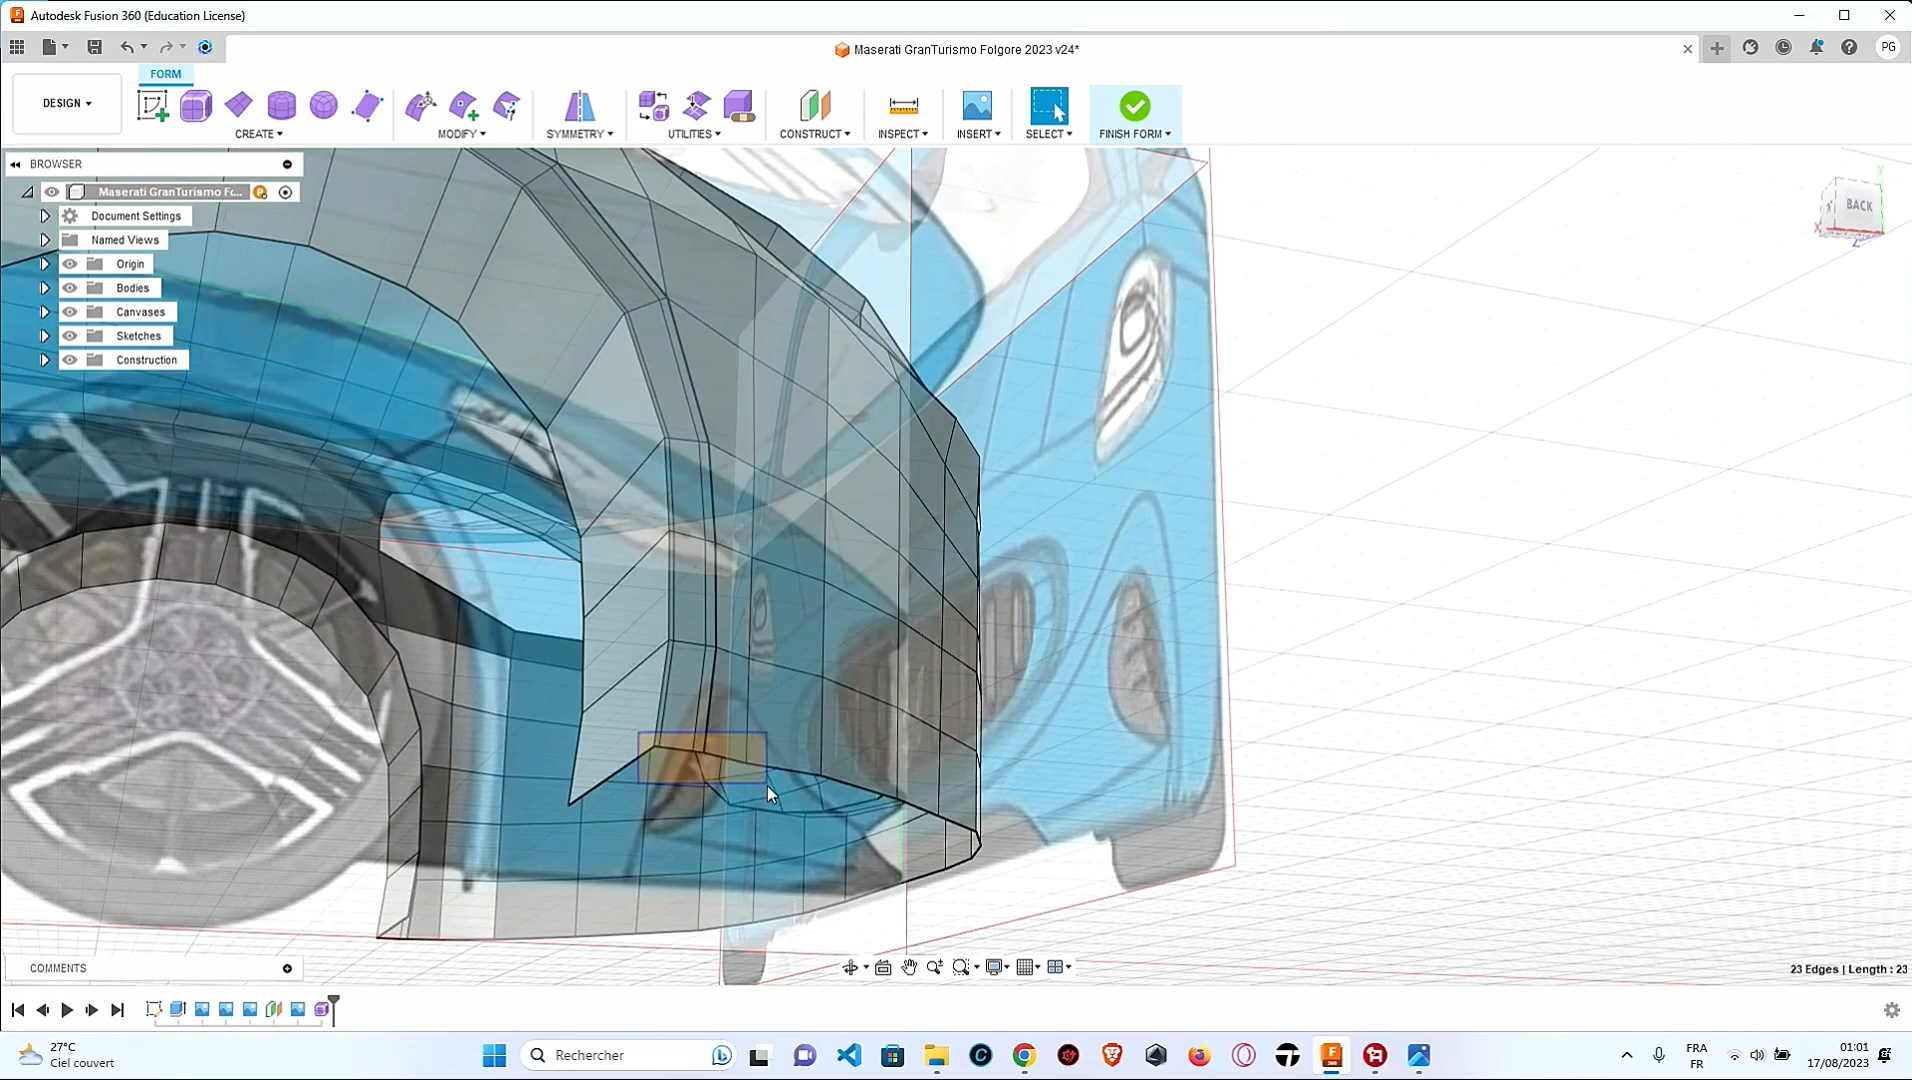 Autodesk Fusion 360 (Education License)
Maserati GranTurismo Folgore 2023 v24*
PG
FORM
DESIGN
CREATE
MODIFY
SYMMETRY
UTILITIES
CONSTRUCT
INSPECT
INSERT
SELECT
FINISH FORM
BROWSER
Maserati GranTurismo Fc...
Document Settings
Named Views
Origin
Bodies
Canvases
Sketches
Construction
BACK
COMMENTS
23 Edges | Length : 23
27°C
Ciel couvert
Rechercher
FRA
FR
01:01
17/08/2023